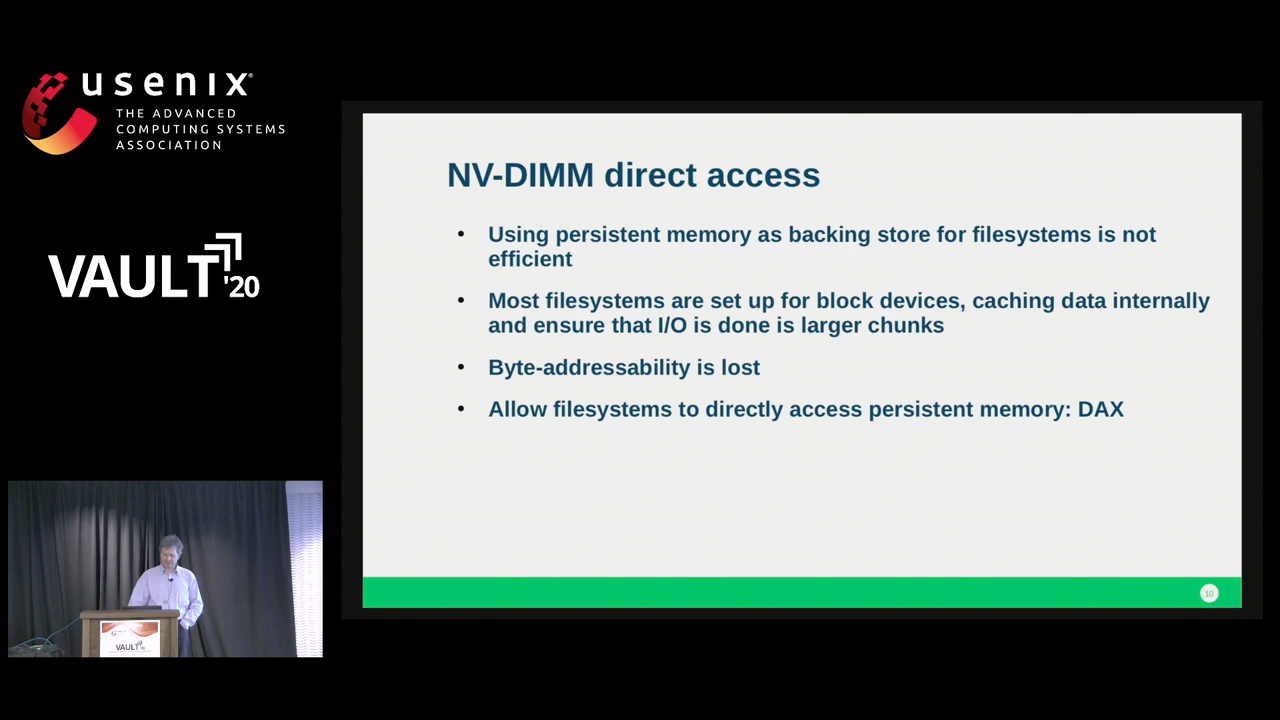 usenix®
THE ADVANCED
COMPUTING SYSTEMS
ASSOCIATION
VAULT '20
NV-DIMM direct access
• Using persistent memory as backing store for filesystems is not
efficient
• Most filesystems are set up for block devices, caching data internally
and ensure that I/O is done is larger chunks
• Byte-addressability is lost
• Allow filesystems to directly access persistent memory: DAX
10
VAULT